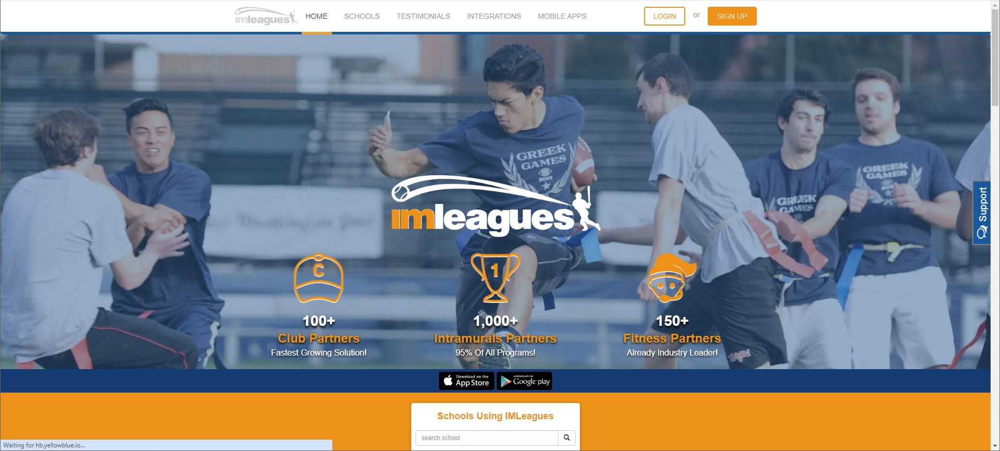 imleagues
HOME
SCHOOLS
TESTIMONIALS
INTEGRATIONS
MOBILE APPS
LOGIN
or
SIGN UP
GREEK
GAMES
2015
GREEK
GAMES
GREEK
GAMES
imleagues
Support
C
1
100+
Club Partners
Fastest Growing Solution!
1,000+
Intramurals Partners
95% Of All Programs!
150+
Fitness Partners
Already Industry Leader!
Download on the
App Store
ANDROID APP ON
Google play
Schools Using IMLeagues
search school
Waiting for hb.yellowblue.io...